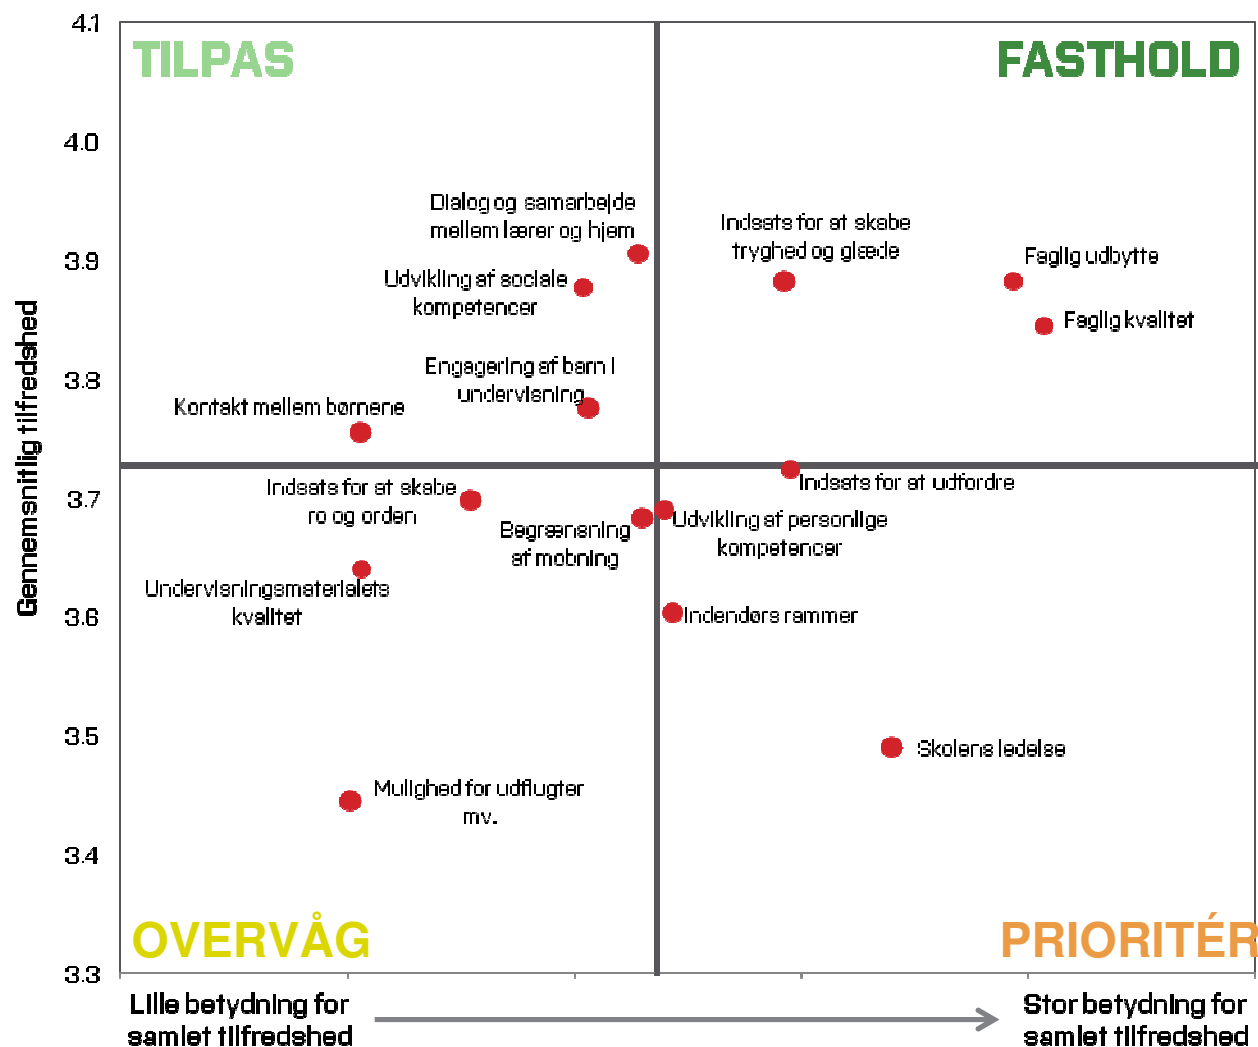 4.1
TILPAS
FASTHOLD
4.0
Dialog og samarbejde
mellem lærer og hjem
Indsats for at skabe
tryghed og glæde
Faglig udbytte
3.9
Udvikling af sociale
kompetencer
Faglig kvalitet
Engagering af barn i
undervisning
3.8
Kontakt mellem børnene
Gennemsnitlig tilfredshed
Indsats for at skabe
ro og orden
Indsats for at udfordre
3.7
Begrænsning
af mobning
Udvikling af personlige
kompetencer
Undervisningsmaterialets
kvalitet
3.6
Indendørs rammer
3.5
Skolens ledelse
Mulighed for udflugter
mv.
3.4
OVERVÅG
PRIORITÉR
3.3
Lille betydning for
samlet tilfredshed
Stor betydning for
samlet tilfredshed